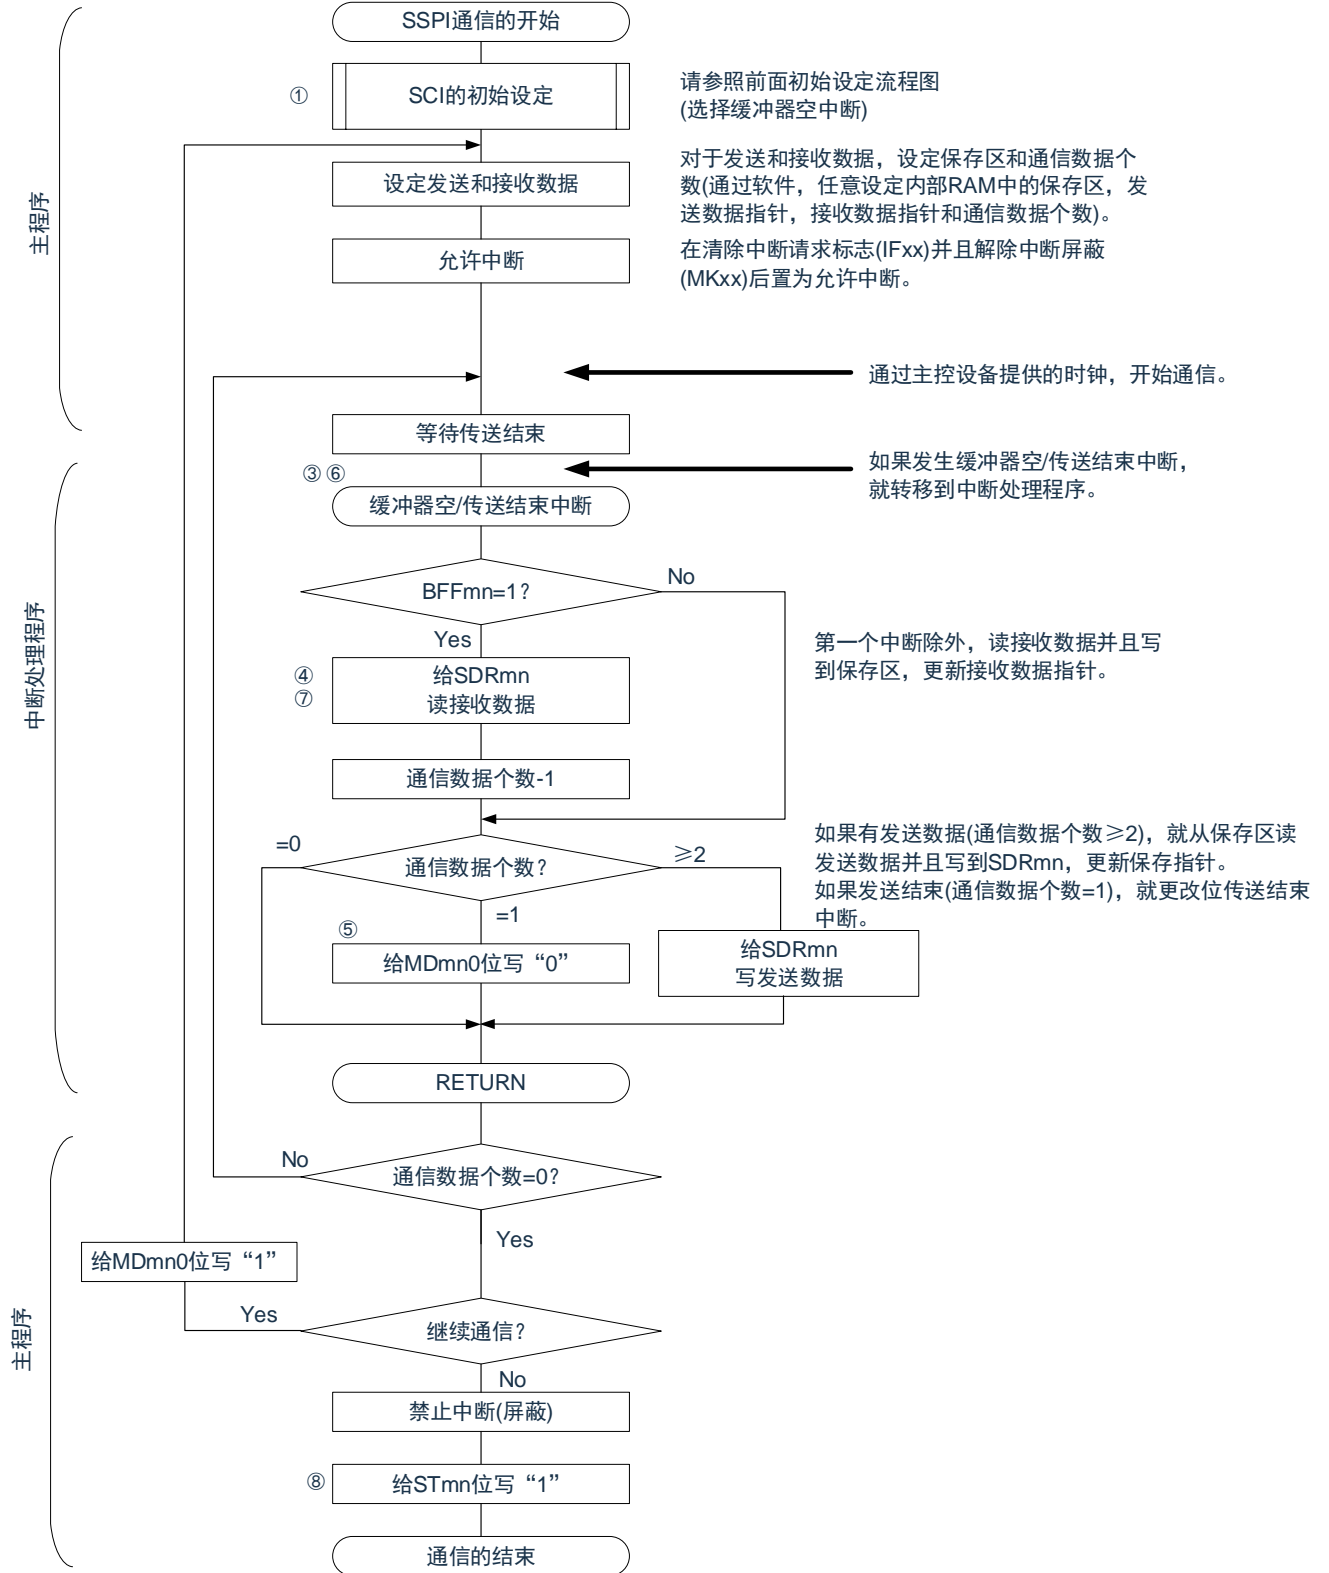 SSPI通信的开始
①
SCI的初始设定
请参照前面初始设定流程图
(选择缓冲器空中断)
设定发送和接收数据
对于发送和接收数据，设定保存区和通信数据个
数(通过软件，任意设定内部RAM中的保存区，发
送数据指针，接收数据指针和通信数据个数)。
主程序
允许中断
在清除中断请求标志(IFxx)并且解除中断屏蔽
(MKxx)后置为允许中断。
通过主控设备提供的时钟，开始通信。
等待传送结束
③⑥
如果发生缓冲器空/传送结束中断，
就转移到中断处理程序。
缓冲器空/传送结束中断
BFFmn=1？
No
Yes
中断处理程序
④
⑦
给SDRmn
读接收数据
第一个中断除外，读接收数据并且写
到保存区，更新接收数据指针。
通信数据个数-1
=0
通信数据个数？
≥2
=1
如果有发送数据(通信数据个数≥2)，就从保存区读
发送数据并且写到SDRmn，更新保存指针。
如果发送结束(通信数据个数=1)，就更改位传送结束
中断。
⑤
给MDmn0位写“0”
给SDRmn
写发送数据
RETURN
No
通信数据个数=0？
Yes
给MDmn0位写“1”
Yes
继续通信？
No
主程序
禁止中断(屏蔽)
⑧
给STmn位写“1”
通信的结束